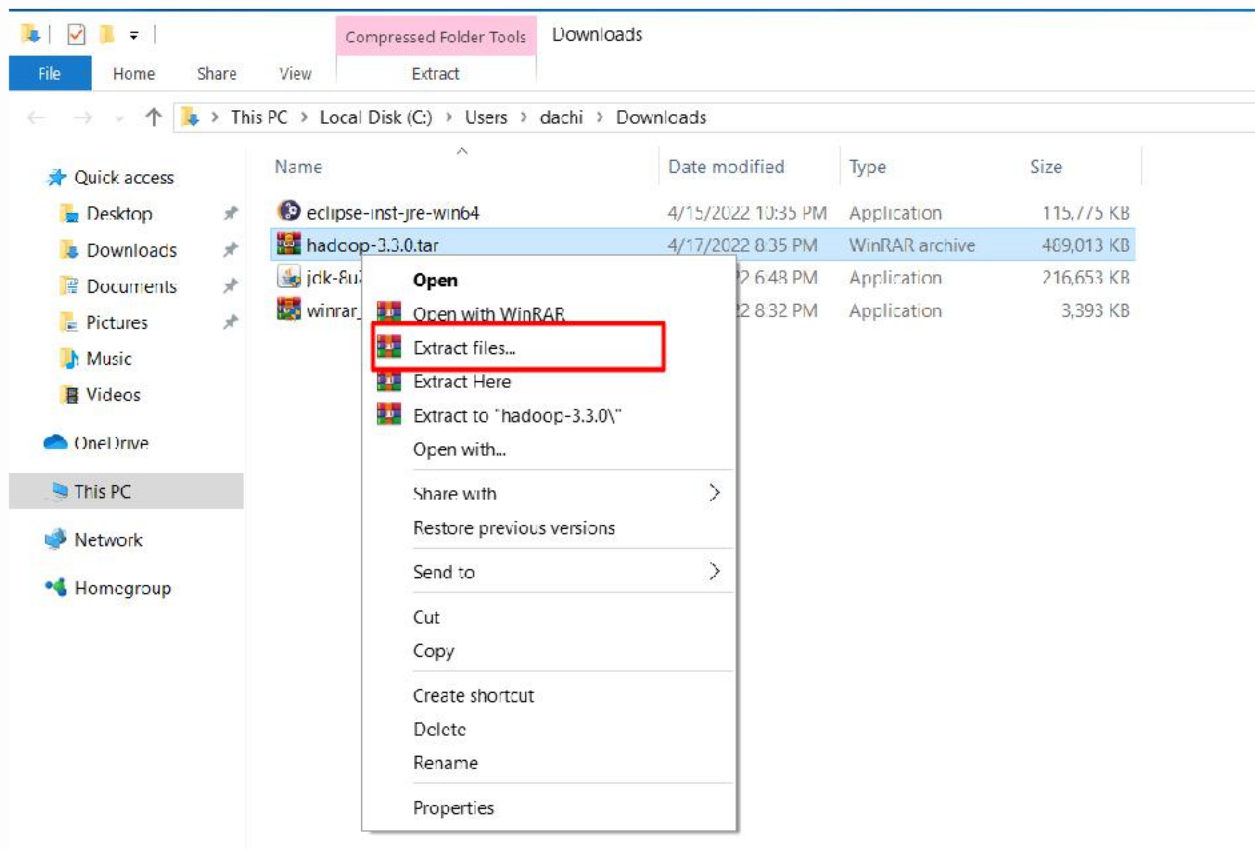 Compressed Folder Tools Downloads
File Home Share View Extract
This PC > Local Disk (C:) > Users > dachi > Downloads
Name Date modified Type Size
Quick access
Desktop
Downloads
Documents
Pictures
Music
Videos
OneDrive
This PC
Network
Homegroup
eclipse-inst-jre-win64 4/15/2022 10:35 PM Application 115,775 KB
hadoop-3.3.0.tar 4/17/2022 8:35 PM WinRAR archive 489,013 KB
jdk-8u 22 6:48 PM Application 216,653 KB
winrar_ 22 8:32 PM Application 3,393 KB
Open
Open with WinRAR
Extract files...
Extract Here
Extract to "hadoop-3.3.0\"
Open with...
Share with >
Restore previous versions
Send to >
Cut
Copy
Create shortcut
Delete
Rename
Properties